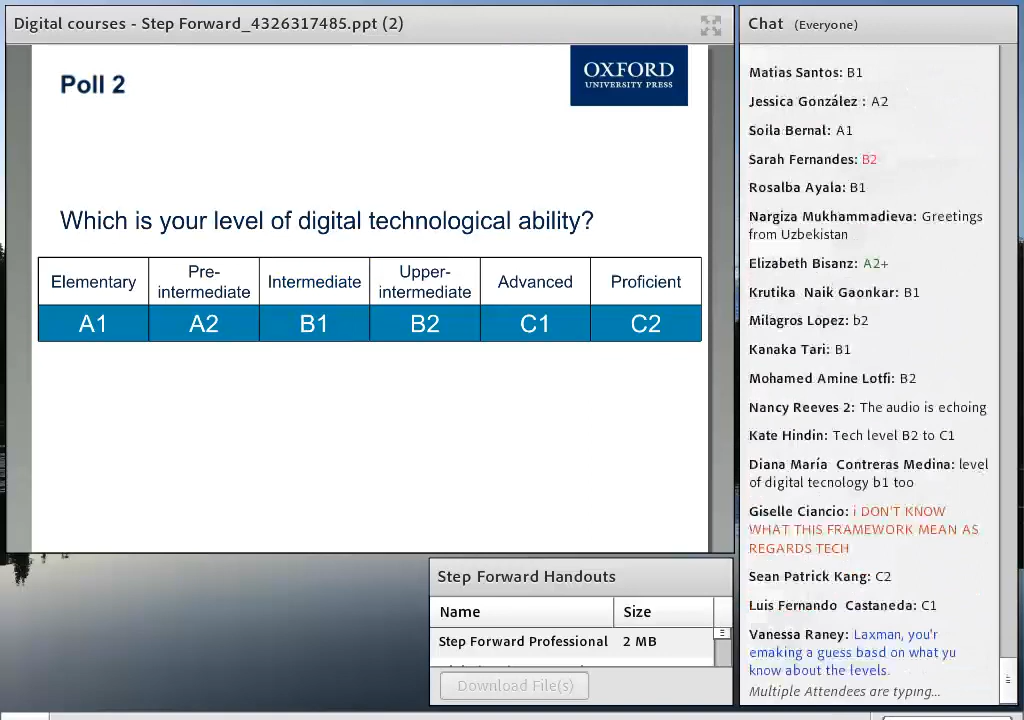 Digital courses - Step Forward_4326317485.ppt (2)
Poll 2
OXFORD
UNIVERSITY PRESS
Which is your level of digital technological ability?
Elementary Pre-intermediate Intermediate Upper-intermediate Advanced Proficient
A1 A2 B1 B2 C1 C2
Step Forward Handouts
Name Size
Step Forward Professional 2 MB
Download File(s)
Chat (Everyone)
Matias Santos: B1
Jessica González : A2
Soila Bernal: A1
Sarah Fernandes: B2
Rosalba Ayala: B1
Nargiza Mukhammadieva: Greetings
from Uzbekistan
Elizabeth Bisanz: A2+
Krutika Naik Gaonkar: B1
Milagros Lopez: b2
Kanaka Tari: B1
Mohamed Amine Lotfi: B2
Nancy Reeves 2: The audio is echoing
Kate Hindin: Tech level B2 to C1
Diana María Contreras Medina: level
of digital tecnology b1 too
Giselle Ciancio: i DON'T KNOW
WHAT THIS FRAMEWORK MEAN AS
REGARDS TECH
Sean Patrick Kang: C2
Luis Fernando Castaneda: C1
Vanessa Raney: Laxman, you'r
emaking a guess basd on what yu
know about the levels.
Multiple Attendees are typing...